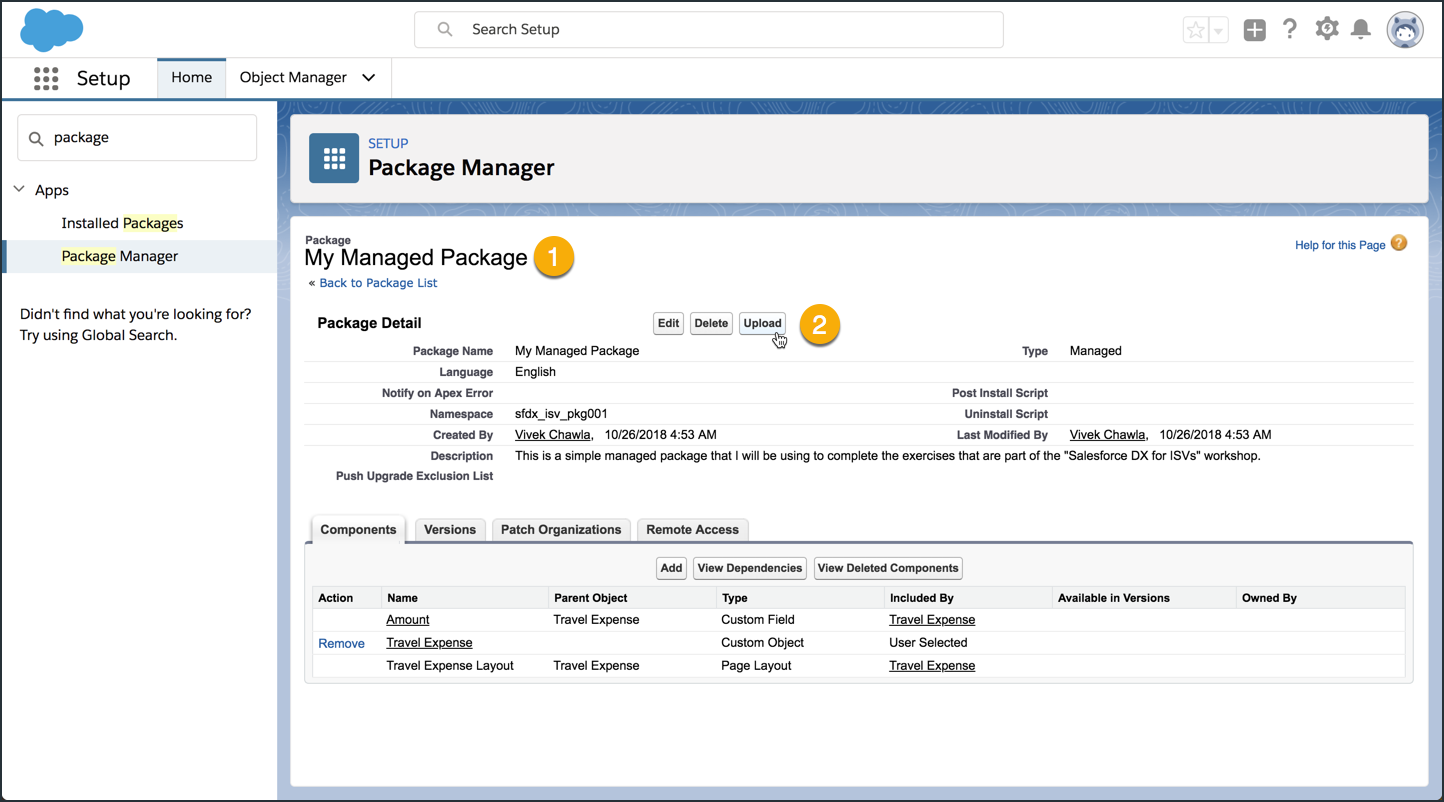 Search Setup
Setup
Home
Object Manager
package
Apps
Installed Packages
Package Manager
Didn't find what you're looking for?
Try using Global Search.
SETUP
Package Manager
Package
My Managed Package 1
« Back to Package List
Help for this Page ?
Package Detail Edit Delete Upload 2
Package Name My Managed Package Type Managed
Language English
Notify on Apex Error Post Install Script
Namespace sfdx_isv_pkg001 Uninstall Script
Created By Vivek Chawla, 10/26/2018 4:53 AM Last Modified By Vivek Chawla, 10/26/2018 4:53 AM
Description This is a simple managed package that I will be using to complete the exercises that are part of the "Salesforce DX for ISVs" workshop.
Push Upgrade Exclusion List
Components Versions Patch Organizations Remote Access
Add View Dependencies View Deleted Components
Action Name Parent Object Type Included By Available in Versions Owned By
Amount Travel Expense Custom Field Travel Expense
Remove Travel Expense Custom Object User Selected
Travel Expense Layout Travel Expense Page Layout Travel Expense